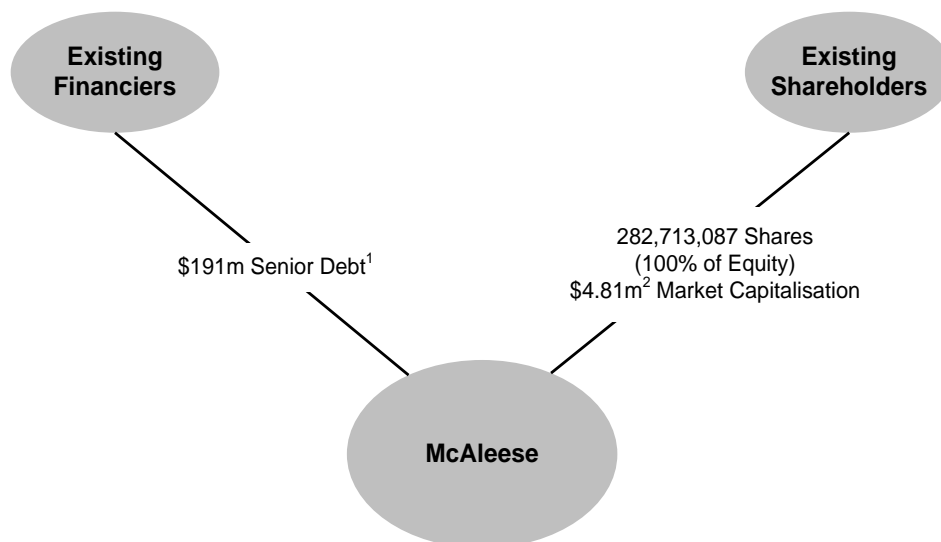 Existing
Financiers
Existing
Shareholders
$191m Senior Debt¹
282,713,087 Shares
(100% of Equity)
$4.81m² Market Capitalisation
McAleese